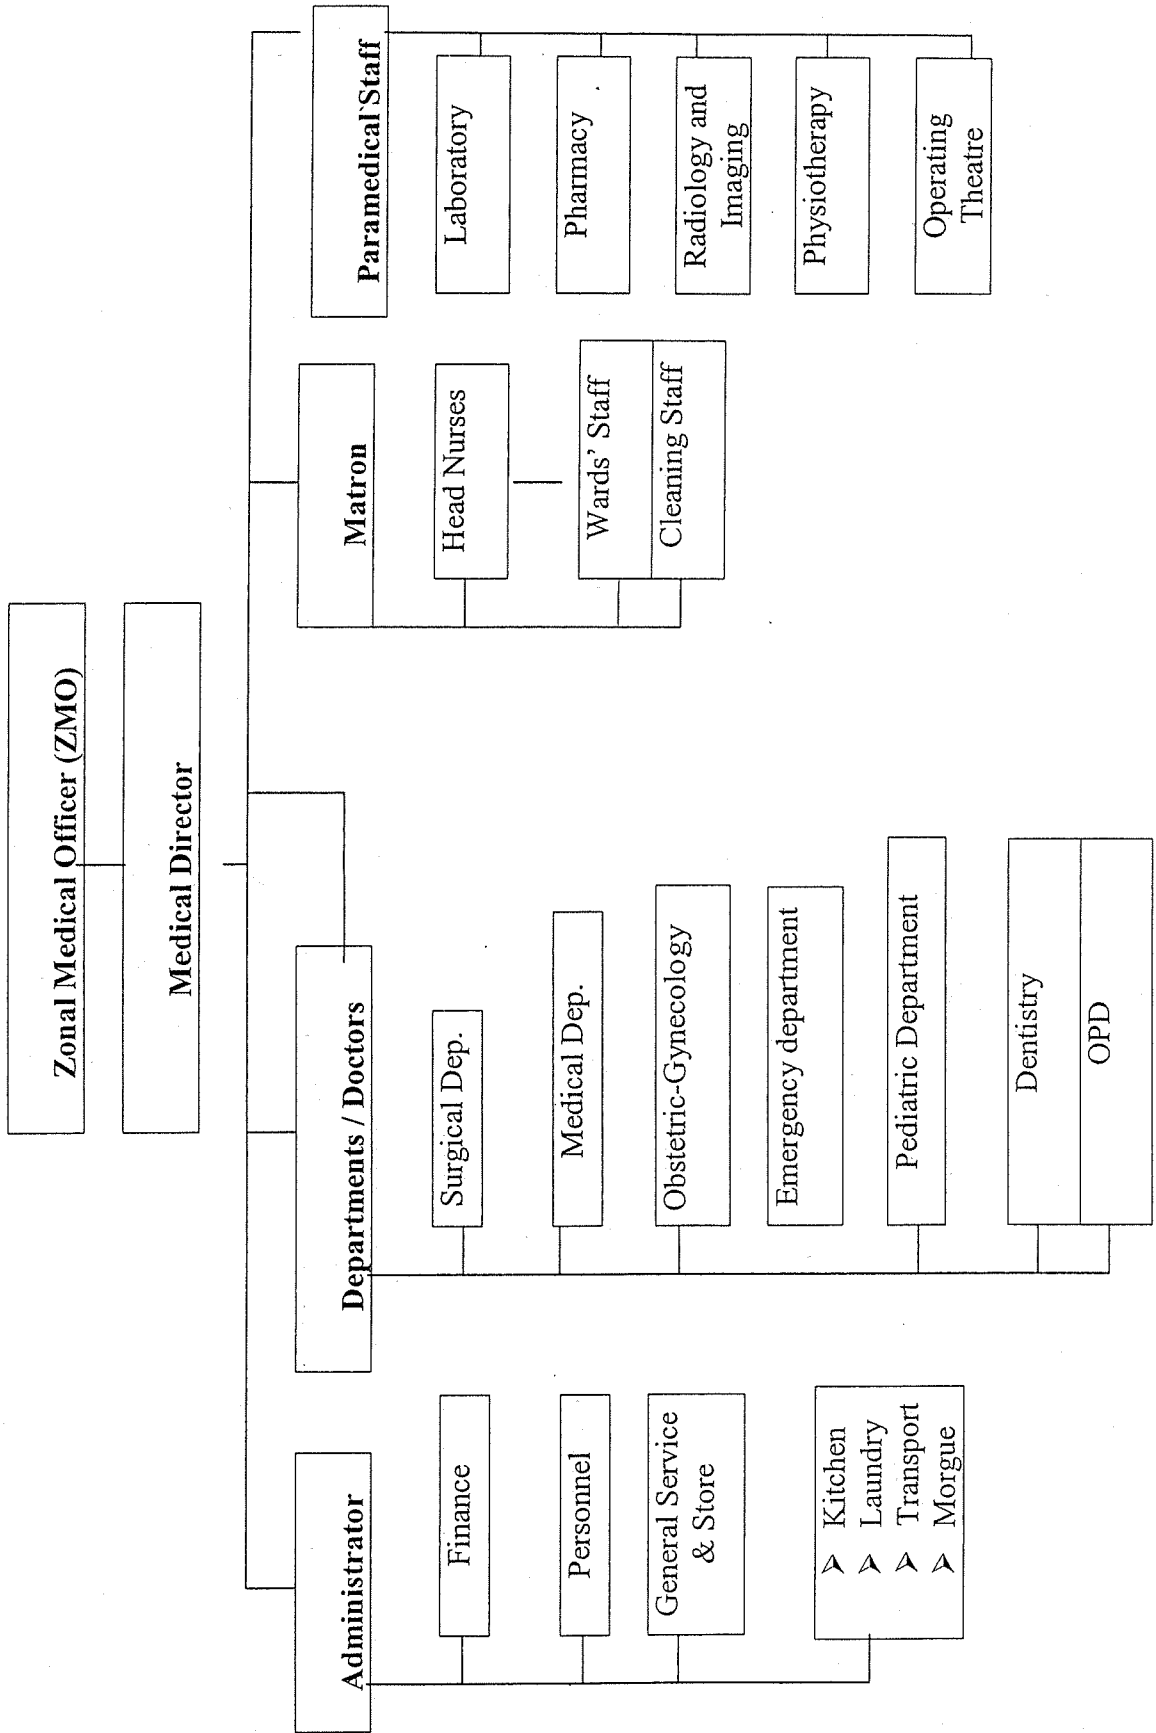 Zonal Medical Officer (ZMO)
Medical Director
Administrator
Finance
Personnel
General Service
& Store
➢ Kitchen
➢ Laundry
➢ Transport
➢ Morgue
Departments / Doctors
Surgical Dep.
Medical Dep.
Obstetric-Gynecology
Emergency department
Pediatric Department
Dentistry
OPD
Matron
Head Nurses
Wards' Staff
Cleaning Staff
Paramedical Staff
Laboratory
Pharmacy
Radiology and
Imaging
Physiotherapy
Operating
Theatre